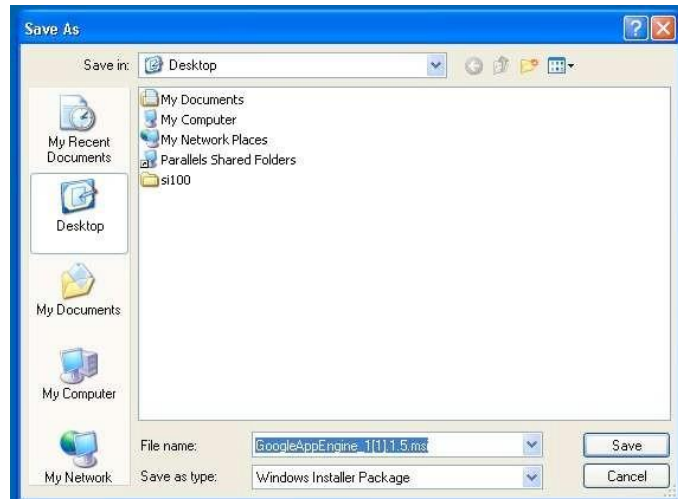 Save As
Save in: Desktop
My Documents
My Computer
My Network Places
Parallels Shared Folders
si100
My Recent
Documents
Desktop
My Documents
My Computer
My Network
File name: GoogleAppEngine_1[1].1.5.msi Save
Save as type: Windows Installer Package Cancel